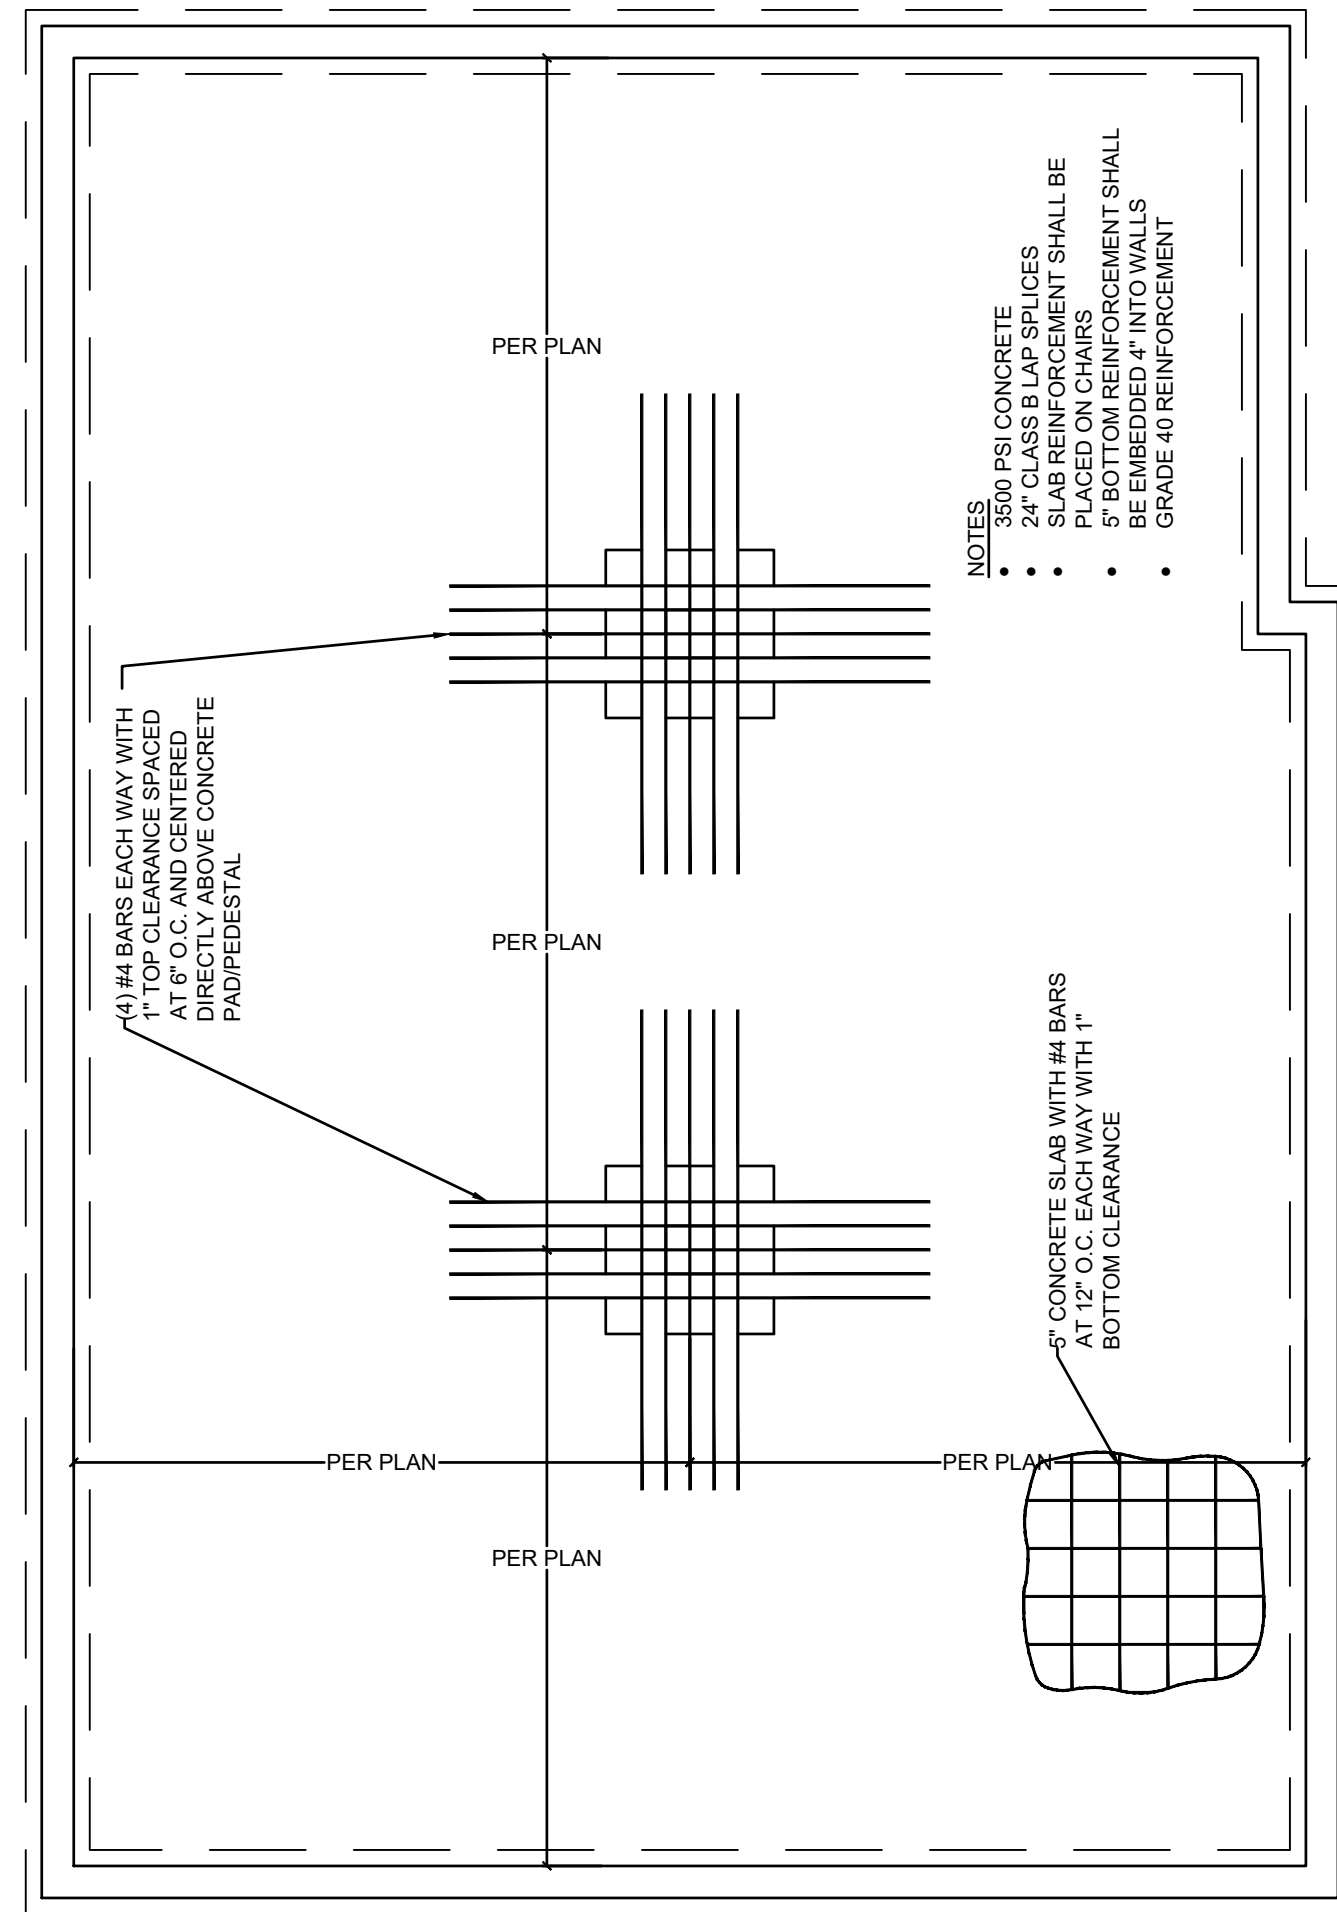 (4) #4 BARS EACH WAY WITH
1" TOP CLEARANCE SPACED
AT 6" O.C. AND CENTERED
DIRECTLY ABOVE CONCRETE
PAD/PEDESTAL
PER PLAN
PER PLAN
PER PLAN
PER PLAN
PER PLAN
NOTES
• 3500 PSI CONCRETE
• 24" CLASS B LAP SPLICES
• SLAB REINFORCEMENT SHALL BE
PLACED ON CHAIRS
• 5" BOTTOM REINFORCEMENT SHALL
BE EMBEDDED 4" INTO WALLS
• GRADE 40 REINFORCEMENT
5" CONCRETE SLAB WITH #4 BARS
AT 12" O.C. EACH WAY WITH 1"
BOTTOM CLEARANCE